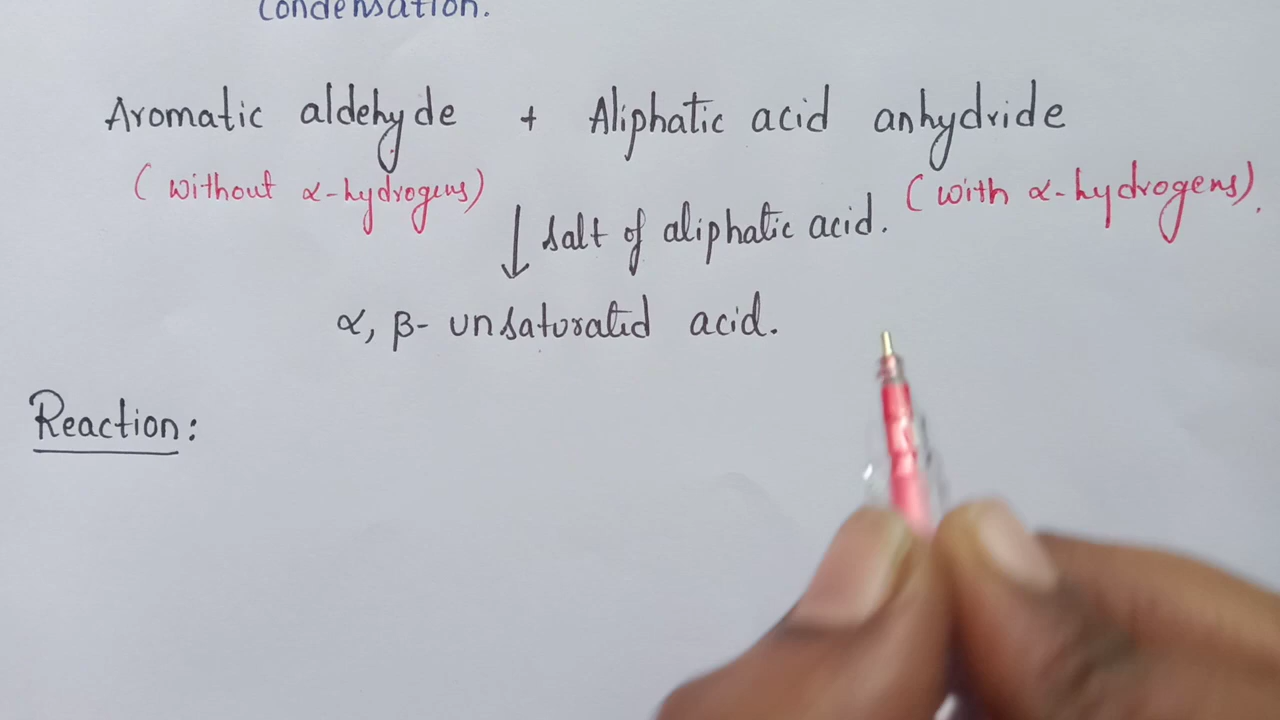 Condensation.
Aromatic aldehyde + Aliphatic acid anhydride
(without α-hydrogens) (with α-hydrogens).
↓ salt of aliphatic acid.
α, β- unsaturated acid.
Reaction: